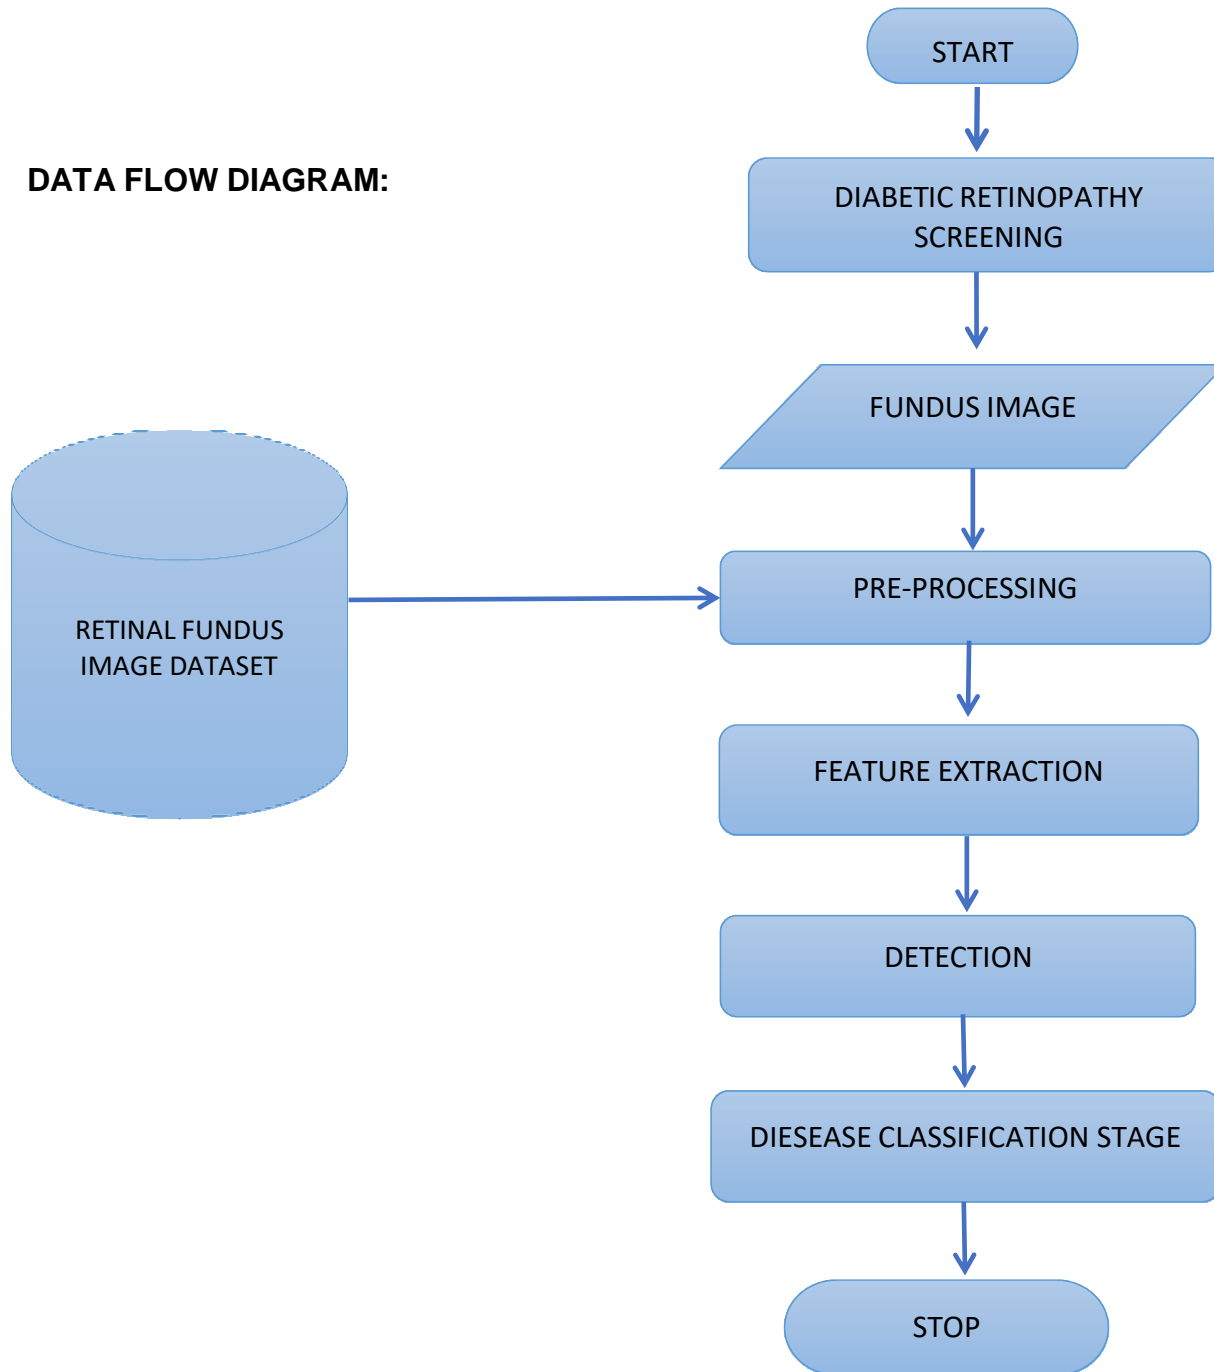 START
DATA FLOW DIAGRAM:
DIABETIC RETINOPATHY
SCREENING
FUNDUS IMAGE
PRE-PROCESSING
RETINAL FUNDUS
IMAGE DATASET
FEATURE EXTRACTION
DETECTION
DIESEASE CLASSIFICATION STAGE
STOP